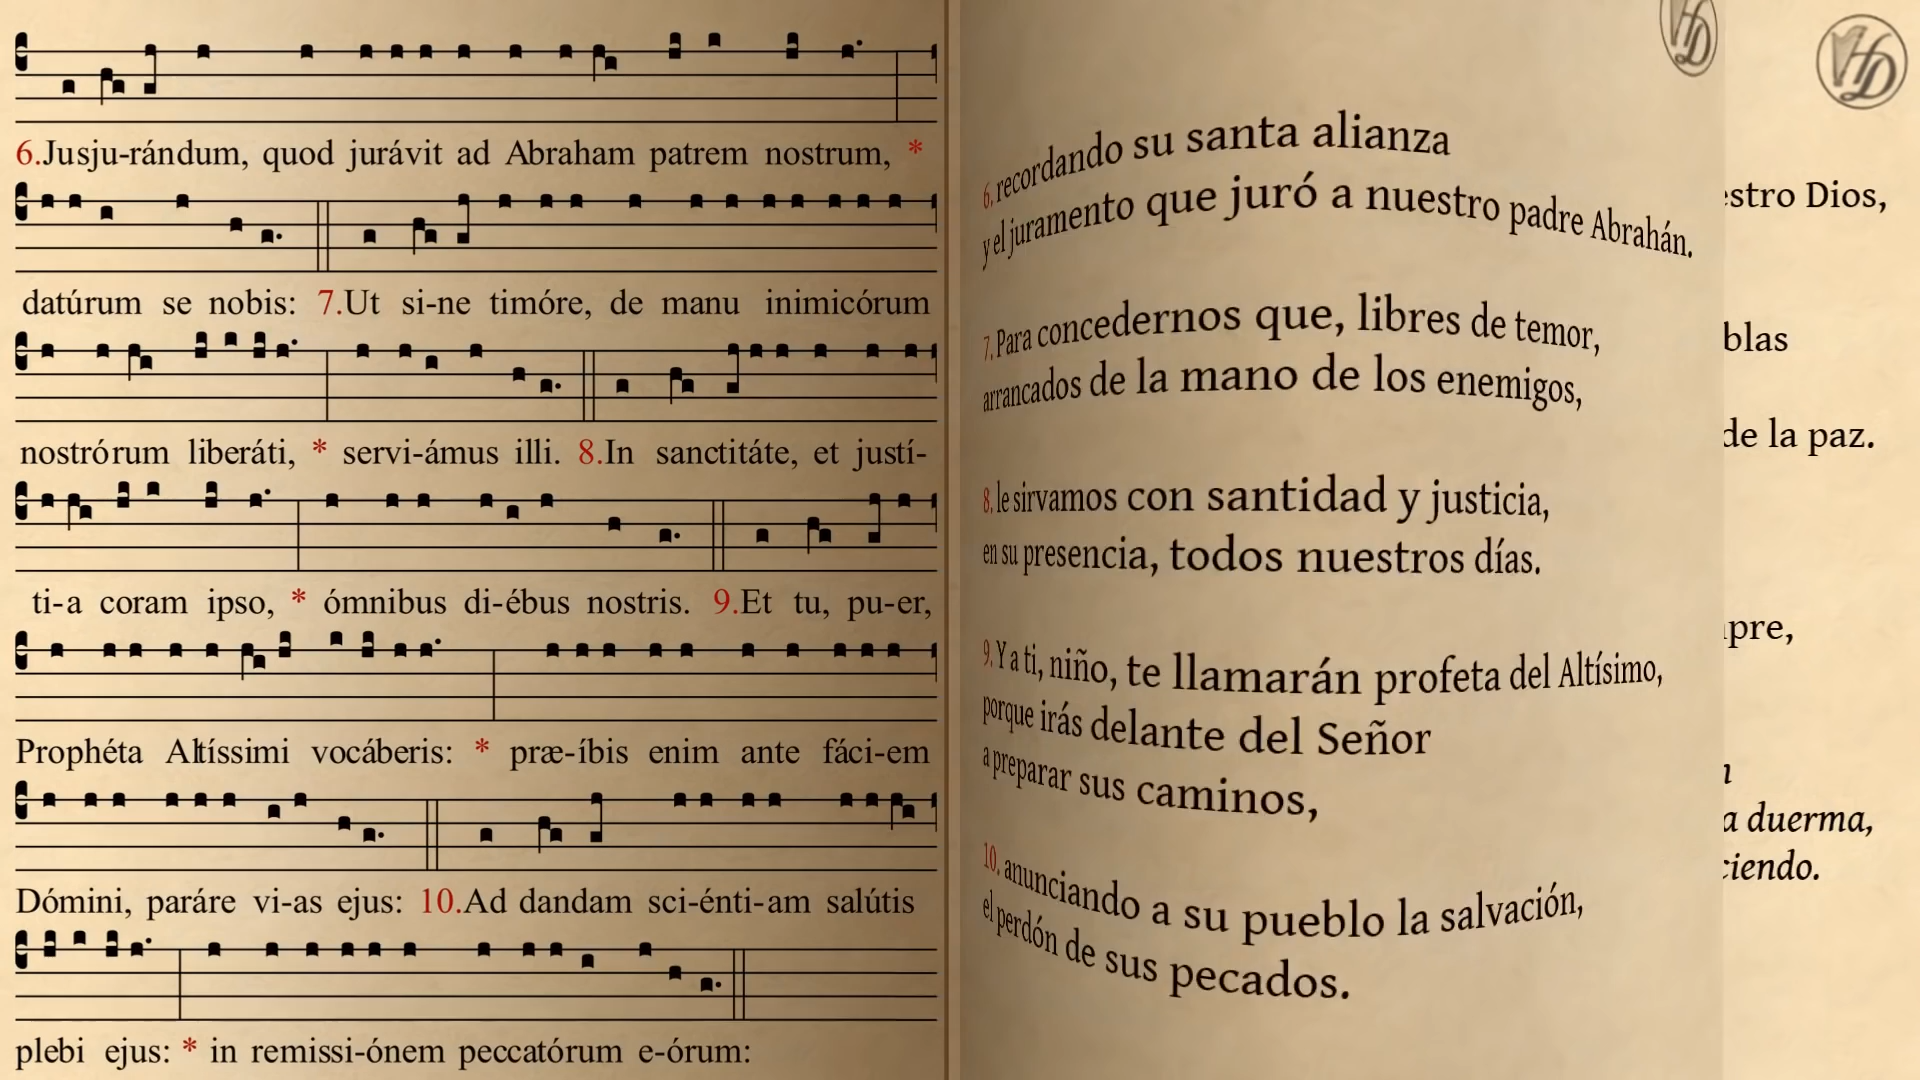 6.Jusju-rándum, quod jurávit ad Abraham patrem nostrum, *
datúrum se nobis: 7.Ut si-ne timóre, de manu inimicórum
nostrórum liberáti, * servi-ámus illi. 8.In sanctitáte, et justí-
ti-a coram ipso, * ómnibus di-ébus nostris. 9.Et tu, pu-er,
Prophéta Altíssimi vocáberis: * præ-íbis enim ante fáci-em
Dómini, paráre vi-as ejus: 10.Ad dandam sci-énti-am salútis
plebi ejus: * in remissi-ónem peccatórum e-órum:
HD
6. recordando su santa alianza
y el juramento que juró a nuestro padre Abrahán.
7. Para concedernos que, libres de temor,
arrancados de la mano de los enemigos,
8. le sirvamos con santidad y justicia,
en su presencia, todos nuestros días.
9. Y a ti, niño, te llamarán profeta del Altísimo,
porque irás delante del Señor
a preparar sus caminos,
10. anunciando a su pueblo la salvación,
el perdón de sus pecados.
HD
Dios,
de la paz.
duerma,